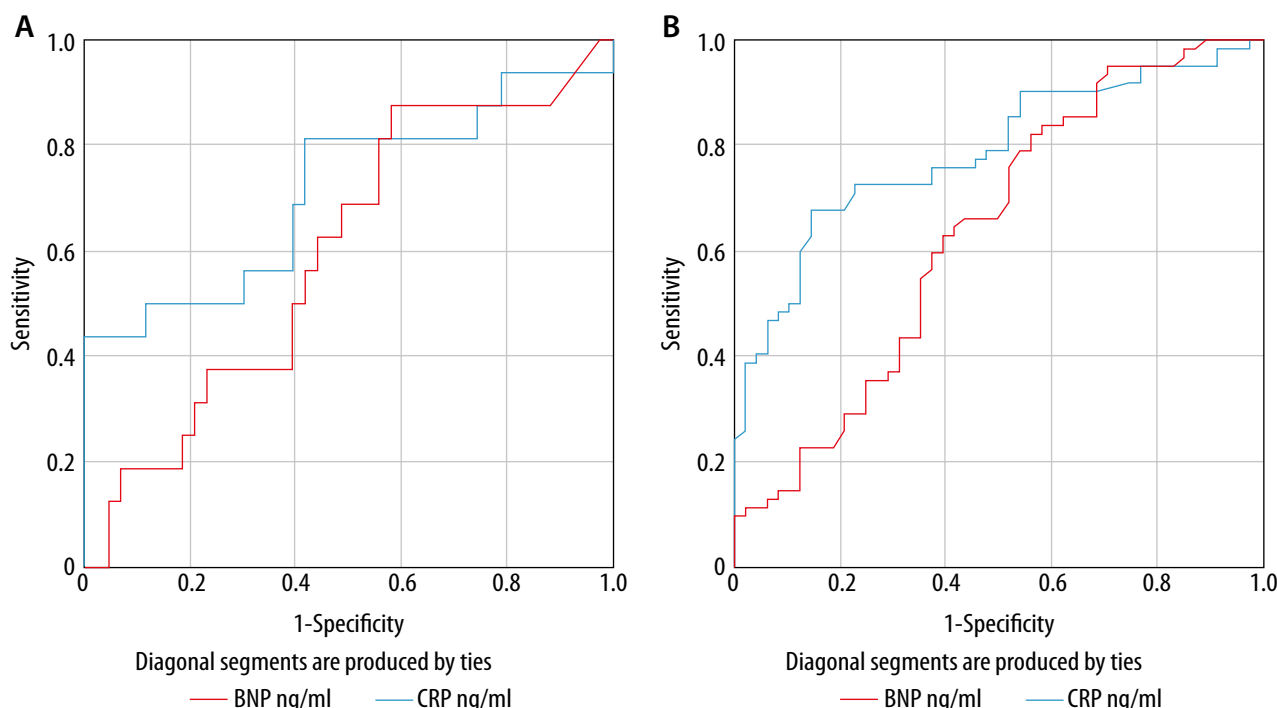 A
1.0
0.8
0.6
0.4
0.2
0
Sensitivity
0 0.2 0.4 0.6 0.8 1.0
1-Specificity
Diagonal segments are produced by ties
BNP ng/ml CRP ng/ml
B
1.0
0.8
0.6
0.4
0.2
0
Sensitivity
0 0.2 0.4 0.6 0.8 1.0
1-Specificity
Diagonal segments are produced by ties
BNP ng/ml CRP ng/ml